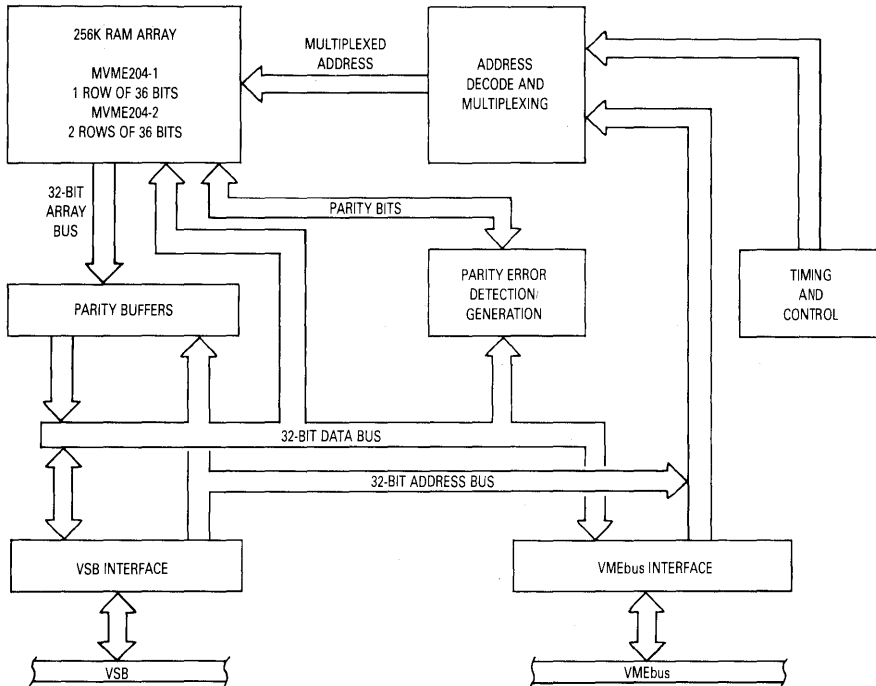 256K RAM ARRAY
MVME204-1
1 ROW OF 36 BITS
MVME204-2
2 ROWS OF 36 BITS
MULTIPLEXED
ADDRESS
ADDRESS
DECODE AND
MULTIPLEXING
32-BIT
ARRAY
BUS
PARITY BITS
PARITY BUFFERS
PARITY ERROR
DETECTION/
GENERATION
TIMING
AND
CONTROL
32-BIT DATA BUS
32-BIT ADDRESS BUS
VSB INTERFACE
VMEbus INTERFACE
VSB
VMEbus